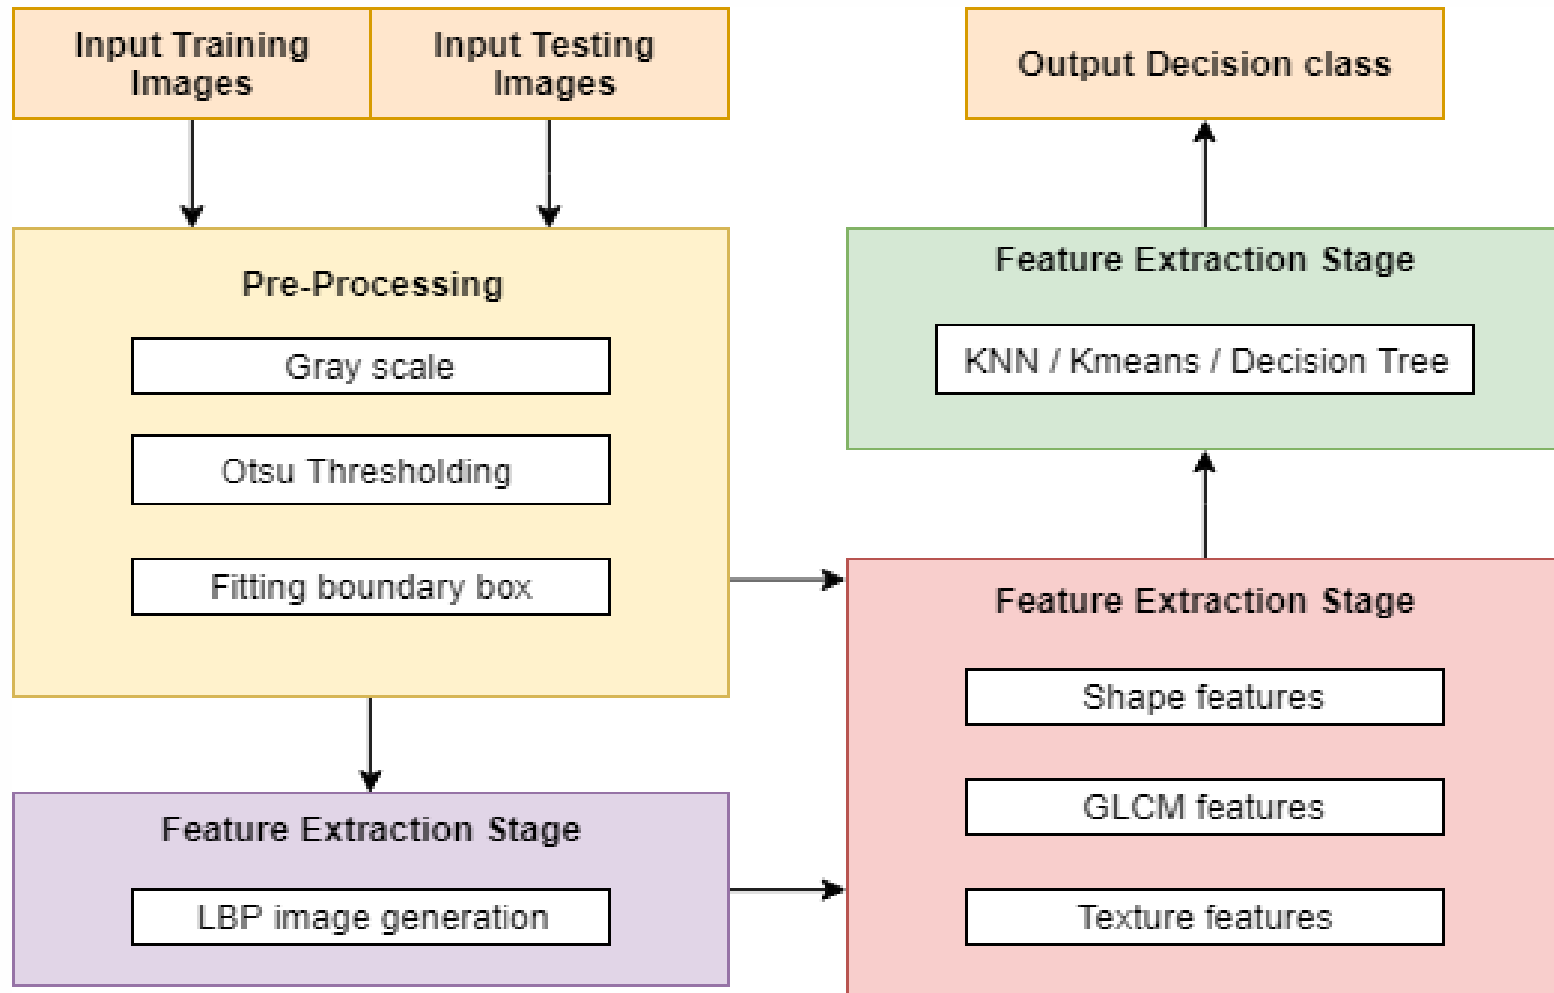 Input Training
Images
Input Testing
Images
Pre-Processing
Gray scale
Otsu Thresholding
Fitting boundary box
Feature Extraction Stage
LBP image generation
Feature Extraction Stage
Shape features
GLCM features
Texture features
Feature Extraction Stage
KNN / Kmeans / Decision Tree
Output Decision class